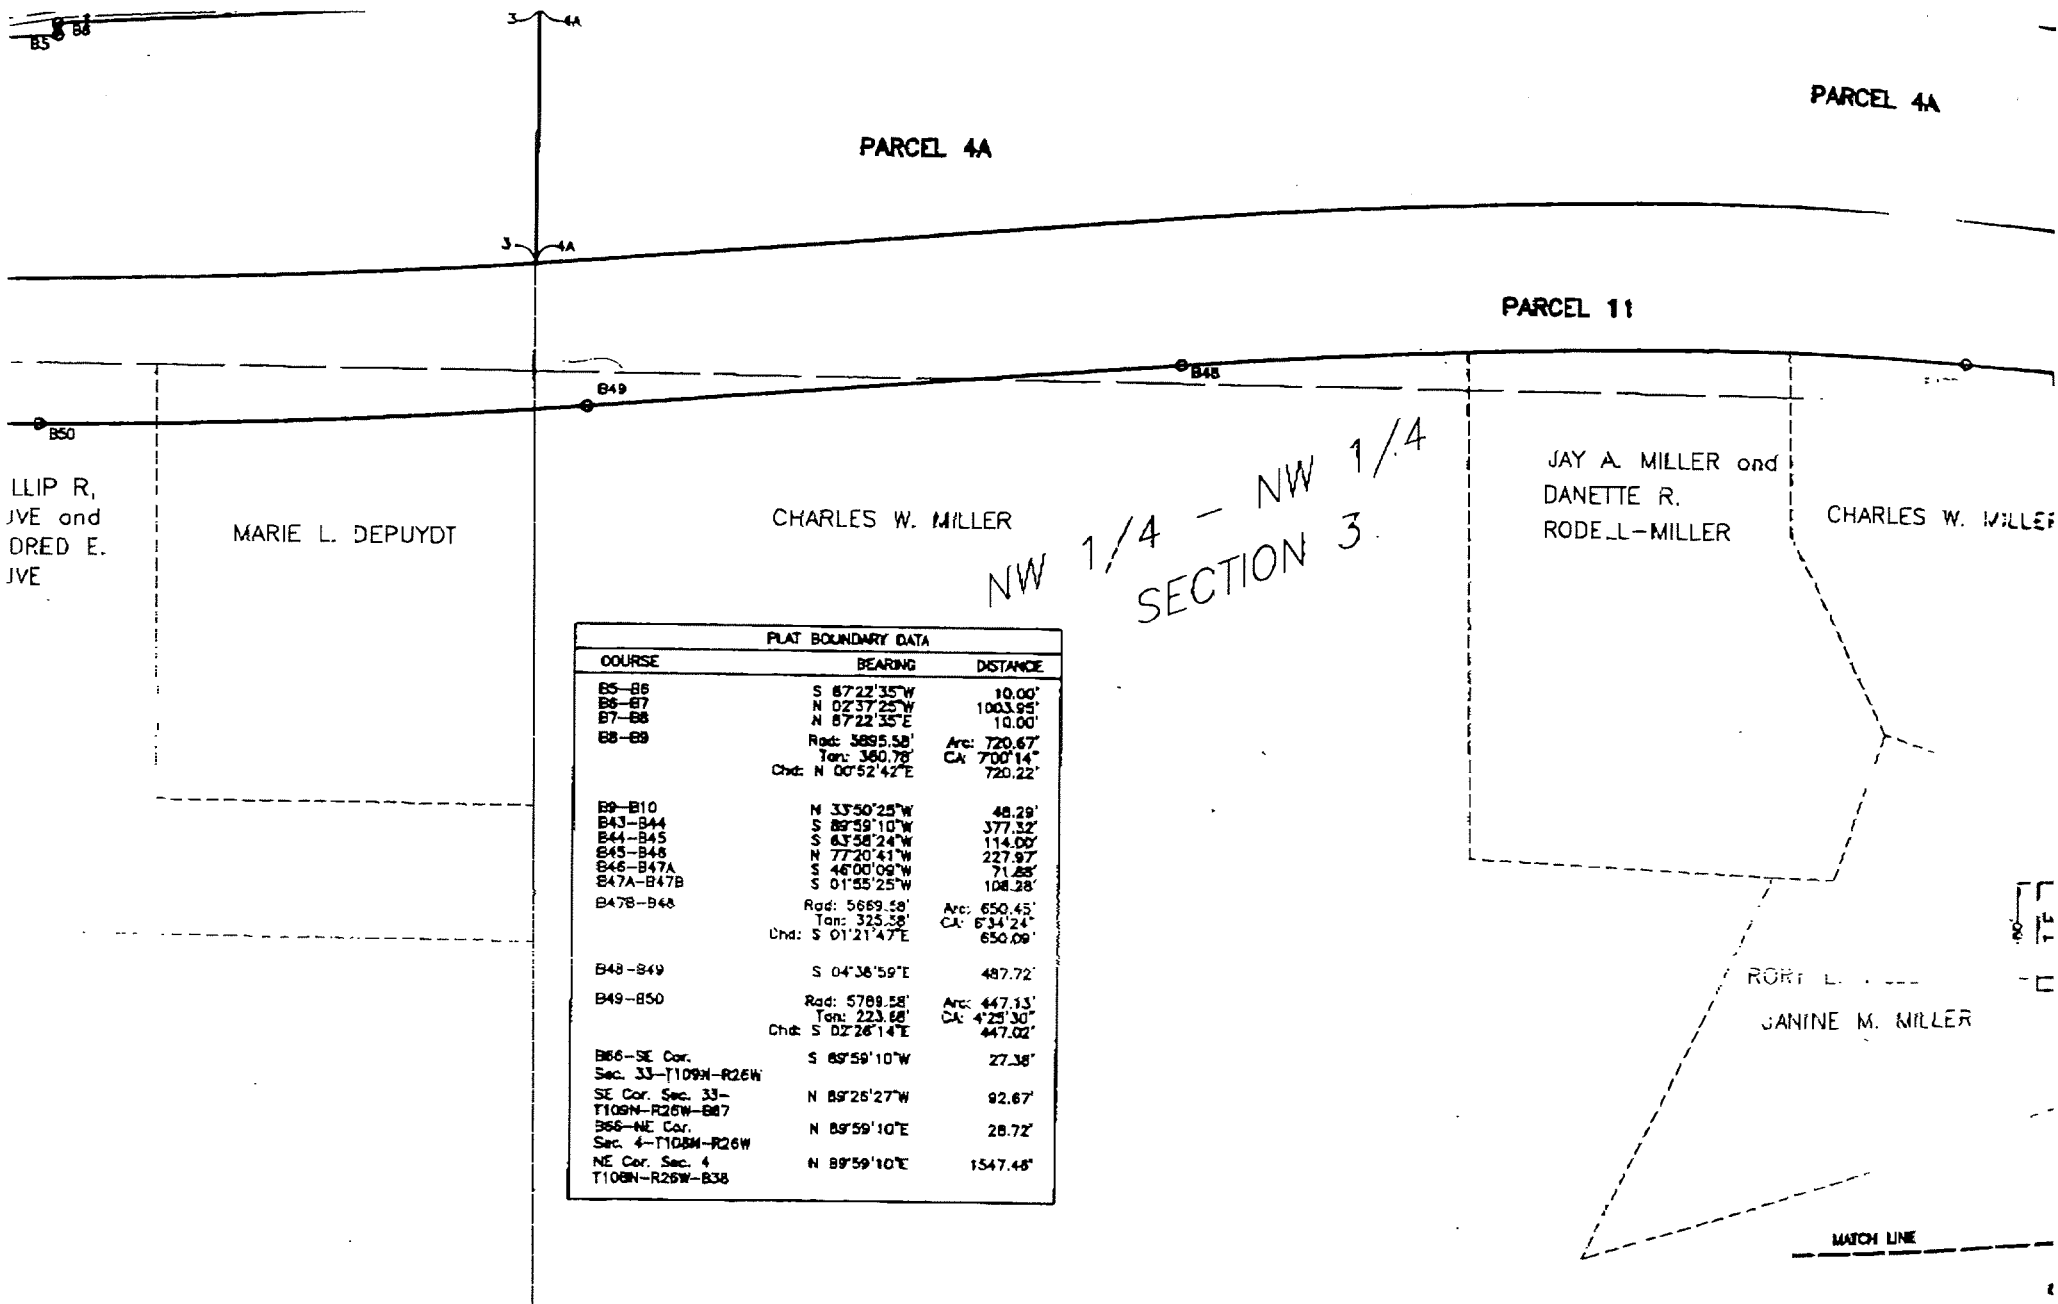 B5 B6
3 4A
PARCEL 4A
PARCEL 4A
3 4A
PARCEL 11
B49
B48
B50
LLIP R,
and
DRED E.
MARIE L. DEPUYDT
CHARLES W. MILLER
NW 1/4 - NW 1/4
SECTION 3
JAY A. MILLER and
DANETTE R.
CHARLES W. MILLER
PLAT BOUNDARY DATA
COURSE BEARING DISTANCE
B5-B6 S 87°22'35"W 10.00'
B6-B7 N 02°37'25"W 1003.95'
B7-B8 N 87°22'35"E 10.00'
B8-B9 Rad: 5895.58' Arc: 720.67'
Tan: 360.78' CA: 7°00'14"
Chd: N 00°52'42"E 720.22'
B9-B10 N 33°50'25"W 48.29'
B43-B44 S 89°59'10"W 377.32'
B44-B45 S 63°58'24"W 114.00'
B45-B46 N 77°20'41"W 227.97'
B46-B47A S 46°00'09"W 71.88'
B47A-B47B S 01°55'25"W 108.28'
B47B-B48 Rad: 5669.58' Arc: 650.45'
Tan: 325.58' CA: 6°34'24"
Chd: S 01°21'47"E 650.09'
B48-B49 S 04°38'59"E 487.72'
B49-B50 Rad: 5789.58' Arc: 447.13'
Tan: 223.68' CA: 4°25'30"
Chd: S 02°26'14"E 447.02'
B66-SE Cor. S 89°59'10"W 27.38'
Sec. 33-T109N-R26W
SE Cor. Sec. 33- N 89°26'27"W 92.67'
T109N-R26W-B67
B66-NE Cor. N 89°59'10"E 28.72'
Sec. 4-T108N-R26W
NE Cor. Sec. 4 N 89°59'10"E 1547.48'
T108N-R26W-B38
JANINE M. MILLER
MATCH LINE